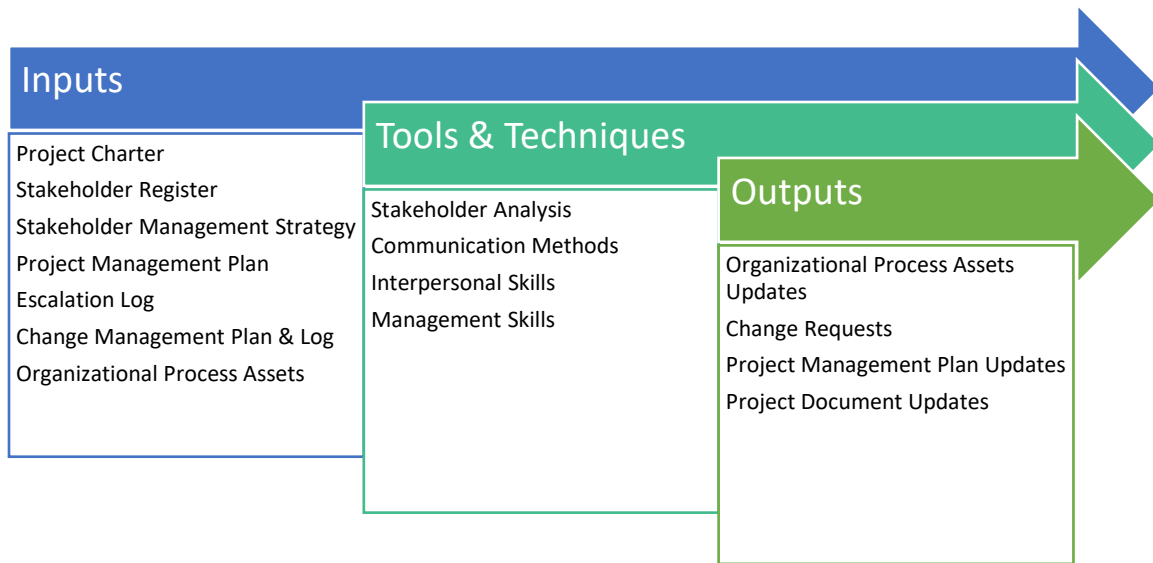 Inputs
Project Charter
Stakeholder Register
Stakeholder Management Strategy
Project Management Plan
Escalation Log
Change Management Plan & Log
Organizational Process Assets
Tools & Techniques
Stakeholder Analysis
Communication Methods
Interpersonal Skills
Management Skills
Outputs
Organizational Process Assets
Updates
Change Requests
Project Management Plan Updates
Project Document Updates